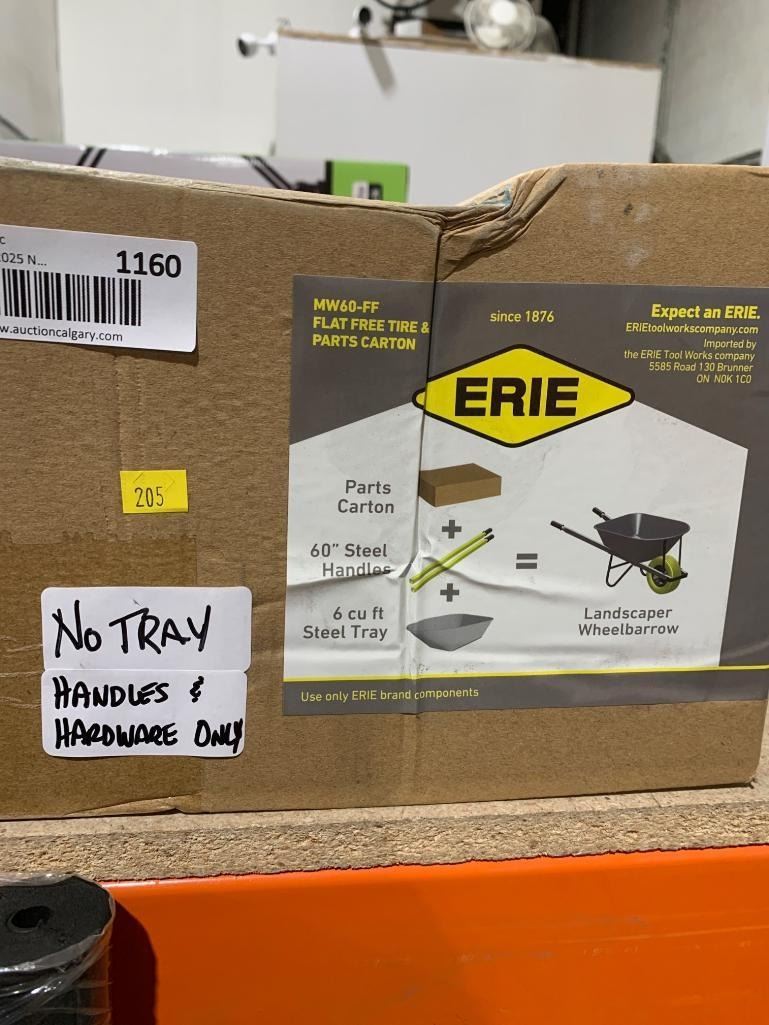 1160
w.auctioncalgary.com
205
No TRAY
HANDLES &
HARDWARE ONLY
MW60-FF
FLAT FREE TIRE &
PARTS CARTON
since 1876
Expect an ERIE.
ERIEtoolworkscompany.com
Imported by
the ERIE Tool Works company
5585 Road 130 Brunner
ON N0K 1C0
ERIE
Parts
Carton
+
60" Steel
Handles
+
6 cu ft
Steel Tray
=
Landscaper
Wheelbarrow
Use only ERIE brand components